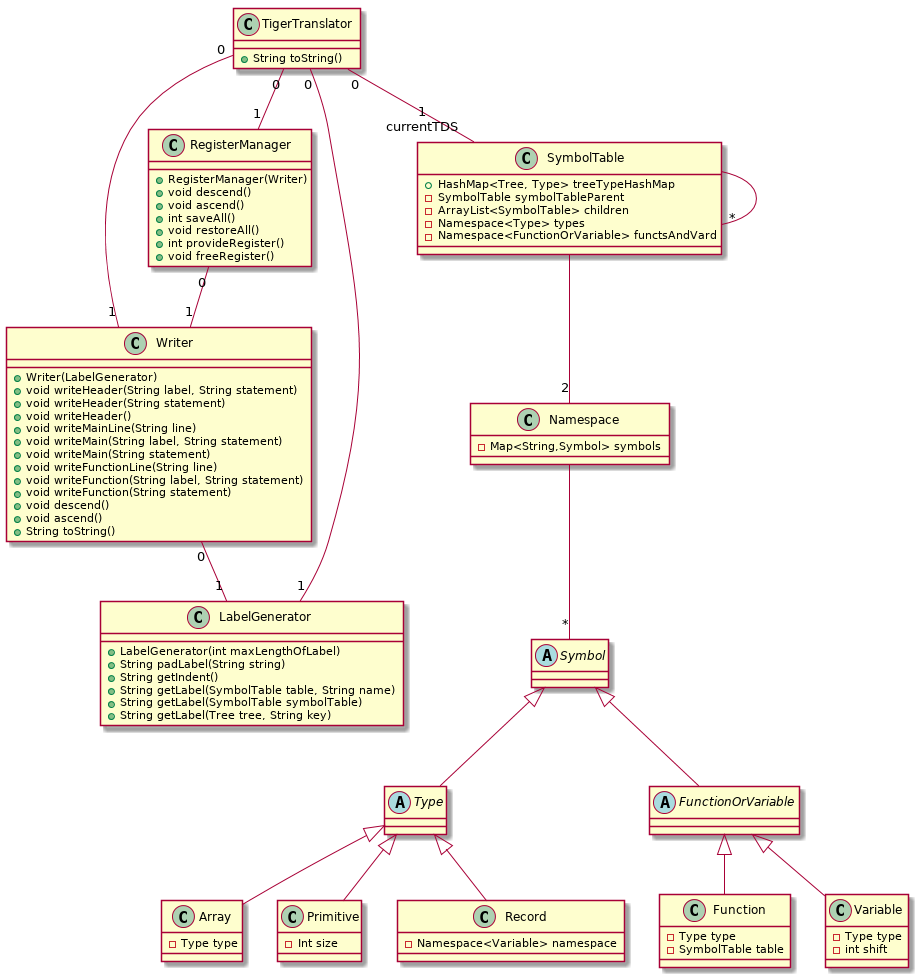 C TigerTranslator
String toString()
0
0
0
0
1
1
currentTDS
C RegisterManager
RegisterManager(Writer)
void descend()
void ascend()
int saveAll()
void restoreAll()
int provideRegister()
void freeRegister()
C SymbolTable
HashMap<Tree, Type> treeTypeHashMap
SymbolTable symbolTableParent
ArrayList<SymbolTable> children
Namespace<Type> types
Namespace<FunctionOrVariable> functsAndVard
*
0
1
1
C Writer
Writer(LabelGenerator)
void writeHeader(String label, String statement)
void writeHeader(String statement)
void writeHeader()
void writeMainLine(String line)
void writeMain(String label, String statement)
void writeMain(String statement)
void writeFunctionLine(String line)
void writeFunction(String label, String statement)
void writeFunction(String statement)
void descend()
void ascend()
String toString()
2
C Namespace
Map<String,Symbol> symbols
0
1
1
C LabelGenerator
LabelGenerator(int maxLengthOfLabel)
String padLabel(String string)
String getIndent()
String getLabel(SymbolTable table, String name)
String getLabel(SymbolTable symbolTable)
String getLabel(Tree tree, String key)
*
A Symbol
A Type
A FunctionOrVariable
C Array
Type type
C Primitive
Int size
C Record
Namespace<Variable> namespace
C Function
Type type
SymbolTable table
C Variable
Type type
int shift